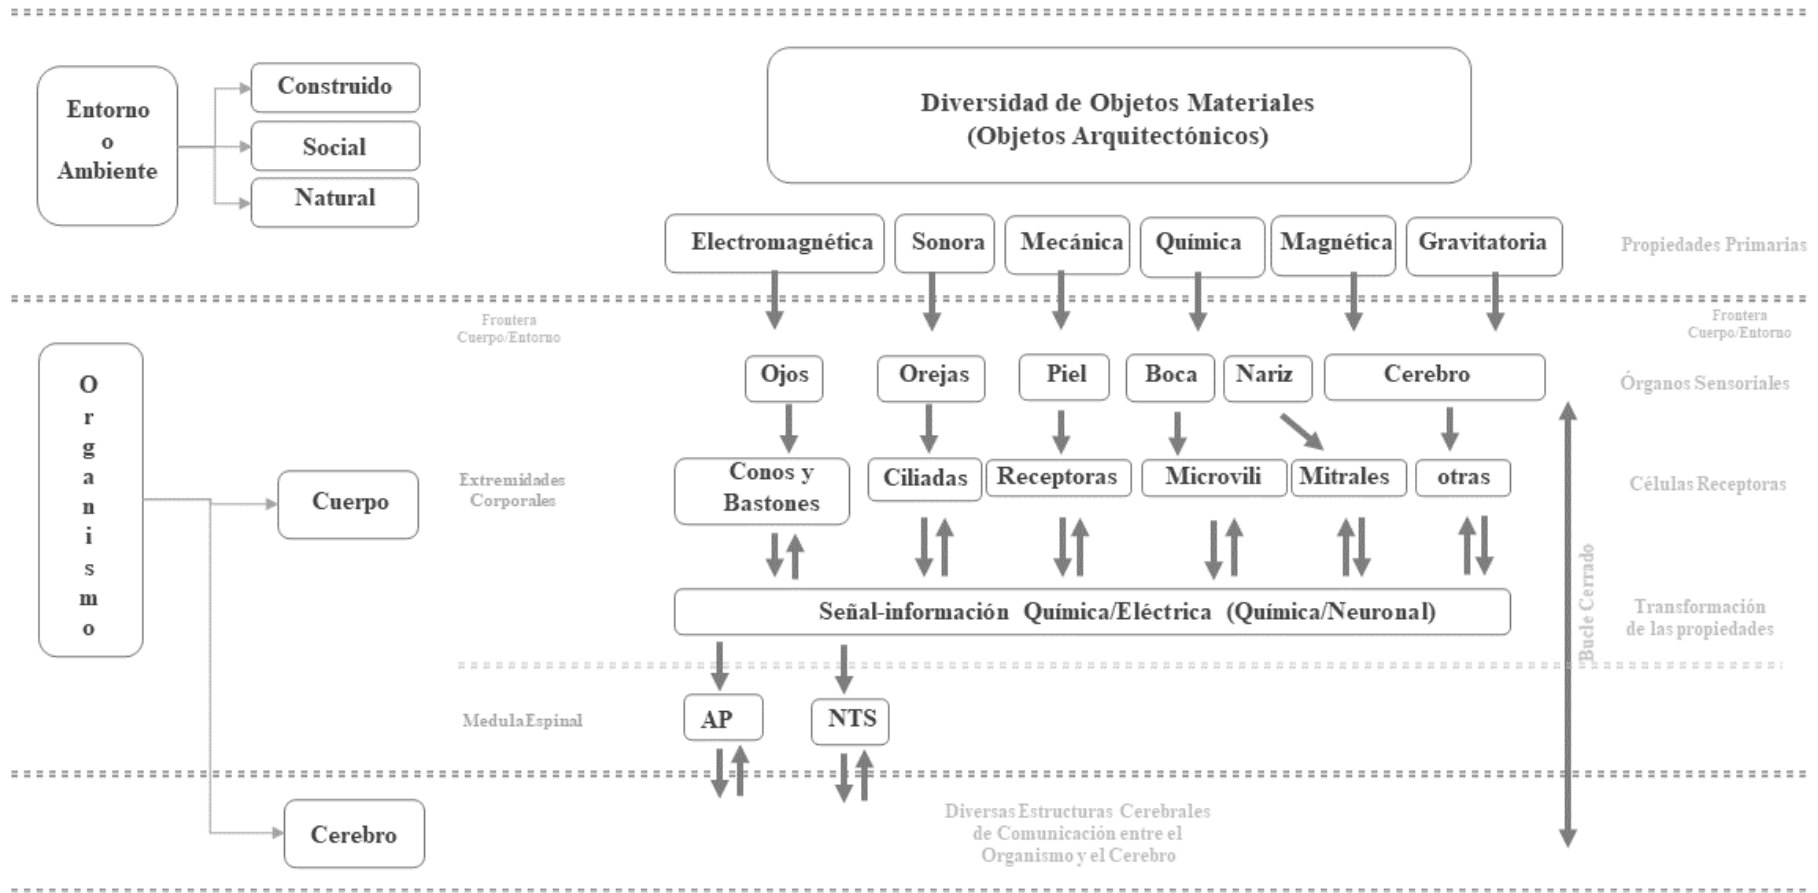 Entorno
o
Ambiente
Construido
Social
Natural
Diversidad de Objetos Materiales
(Objetos Arquitectónicos)
Electromagnética
Sonora
Mecánica
Química
Magnética
Gravitatoria
Propiedades Primarias
Frontera
Cuerpo/Entorno
Frontera
Cuerpo/Entorno
Organismo
Ojos
Orejas
Piel
Boca
Nariz
Cerebro
Órganos Sensoriales
Cuerpo
Extremidades
Corporales
Conos y
Bastones
Ciliadas
Receptoras
Microvili
Mitrales
otras
Células Receptoras
Señal-información Química/Eléctrica (Química/Neuronal)
Bucle Cerrado
Transformación
de las propiedades
Medula Espinal
AP
NTS
Cerebro
Diversas Estructuras Cerebrales
de Comunicación entre el
Organismo y el Cerebro